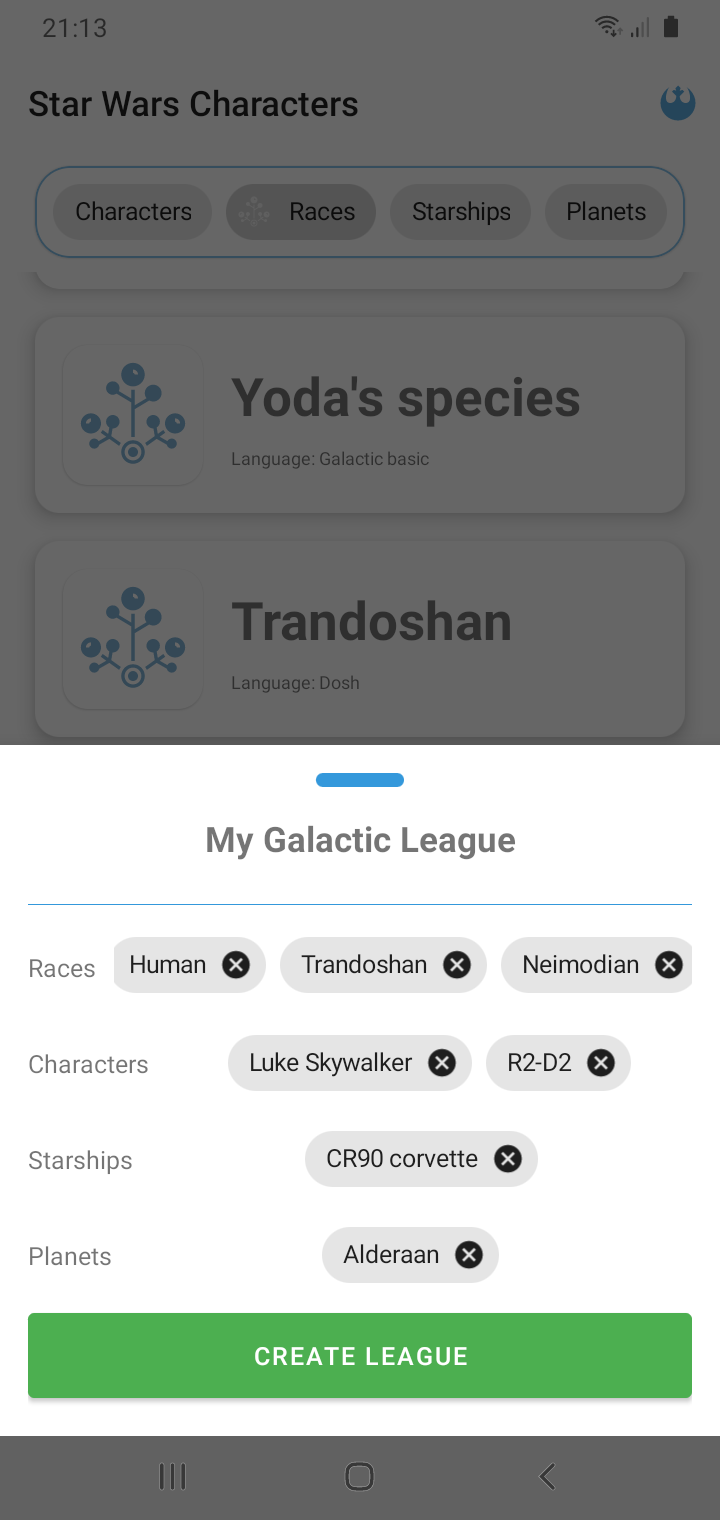 21:13
Star Wars Characters
Characters Races Starships Planets
Yoda's species
Language: Galactic basic
Trandoshan
Language: Dosh
My Galactic League
Races Human Trandoshan Neimodian
Characters Luke Skywalker R2-D2
Starships CR90 corvette
Planets Alderaan
CREATE LEAGUE